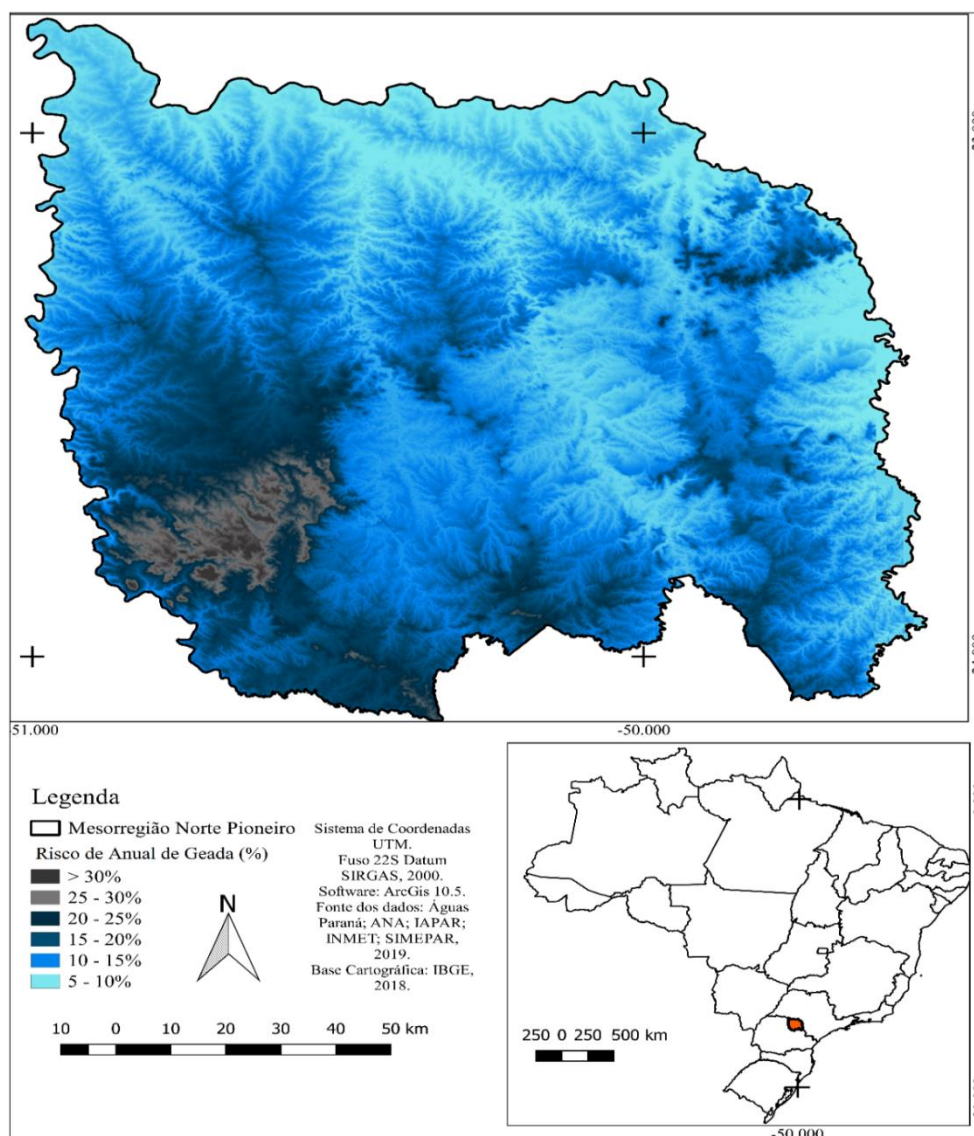 51.000
-50.000
Legenda
Mesorregião Norte Pioneiro
Risco de Anual de Geada (%)
> 30%
25 - 30%
20 - 25%
15 - 20%
10 - 15%
5 - 10%
N
Sistema de Coordenadas
UTM.
Fuso 22S Datum
SIRGAS, 2000.
Software: ArcGis 10.5.
Fonte dos dados: Águas
Paraná; ANA; IAPAR;
INMET; SIMEPAR,
2019.
Base Cartográfica: IBGE,
2018.
10 0 10 20 30 40 50 km
250 0 250 500 km
-50.000